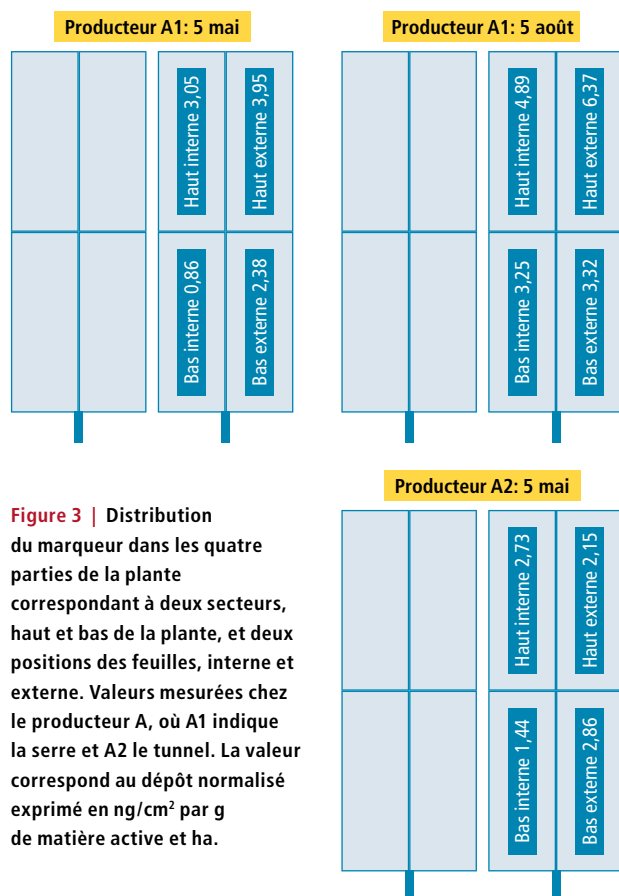 Producteur A1: 5 mai
Haut interne 3,05
Haut externe 3,95
Bas interne 0,86
Bas externe 2,38
Producteur A1: 5 août
Haut interne 4,89
Haut externe 6,37
Bas interne 3,25
Bas externe 3,32
Figure 3 | Distribution
du marqueur dans les quatre
parties de la plante
correspondant à deux secteurs,
haut et bas de la plante, et deux
positions des feuilles, interne et
externe. Valeurs mesurées chez
le producteur A, où A1 indique
la serre et A2 le tunnel. La valeur
correspond au dépôt normalisé
exprimé en ng/cm² par g
de matière active et ha.
Producteur A2: 5 mai
Haut interne 2,73
Haut externe 2,15
Bas interne 1,44
Bas externe 2,86